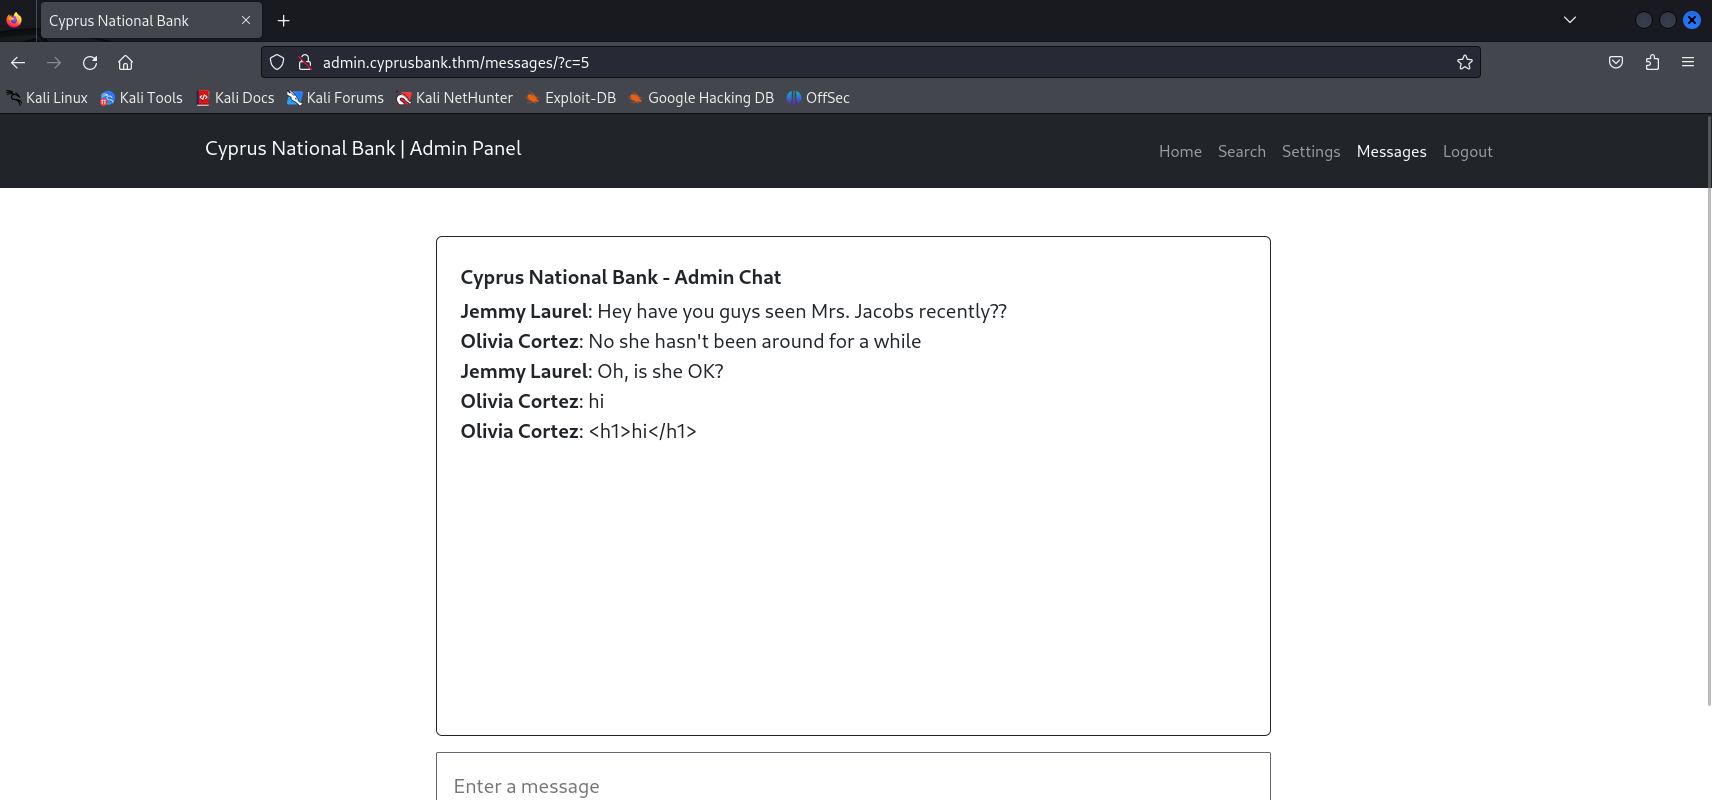 Cyprus National Bank
admin.cyprusbank.thm/messages/?c=5
Kali Linux Kali Tools Kali Docs Kali Forums Kali NetHunter Exploit-DB Google Hacking DB OffSec
Cyprus National Bank | Admin Panel Home Search Settings Messages Logout
Cyprus National Bank - Admin Chat
Jemmy Laurel: Hey have you guys seen Mrs. Jacobs recently??
Olivia Cortez: No she hasn't been around for a while
Jemmy Laurel: Oh, is she OK?
Olivia Cortez: hi
Olivia Cortez: <h1>hi</h1>
Enter a message